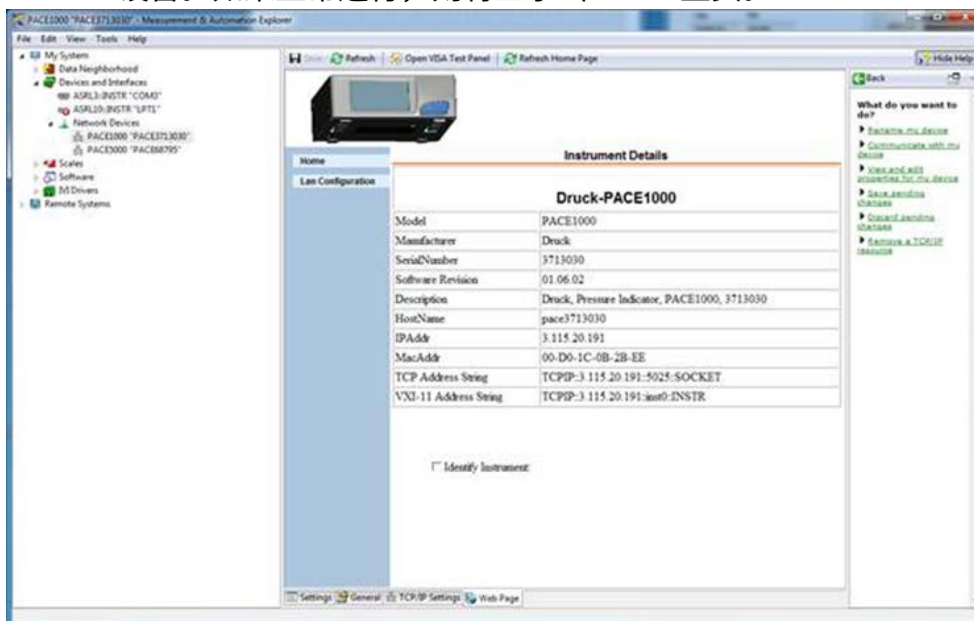 PACE1000 "PACE3713030" - Measurement & Automation Explorer
File Edit View Tools Help
My System
Data Neighborhood
Devices and Interfaces
ASRL3::INSTR "COM3"
ASRL10::INSTR "LPT1"
Network Devices
PACE1000 "PACE3713030"
PACE5000 "PACE68795"
Scales
Software
IVI Drivers
Remote Systems
Save Refresh Open VISA Test Panel Refresh Home Page Hide Help
Home
Lan Configuration
Instrument Details
Druck-PACE1000
Model PACE1000
Manufacturer Druck
SerialNumber 3713030
Software Revision 01.06.02
Description Druck, Pressure Indicator, PACE1000, 3713030
HostName pace3713030
IPAddr 3.115.20.191
MacAddr 00-D0-1C-0B-2B-EE
TCP Address String TCPIP::3.115.20.191::5025::SOCKET
VXI-11 Address String TCPIP::3.115.20.191::inst0::INSTR
Identify Instrument
Settings General TCP/IP Settings Web Page
Back
What do you want to do?
Rename my device
Communicate with my device
View and edit properties for my device
Save pending changes
Discard pending changes
Remove a TCP/IP resource